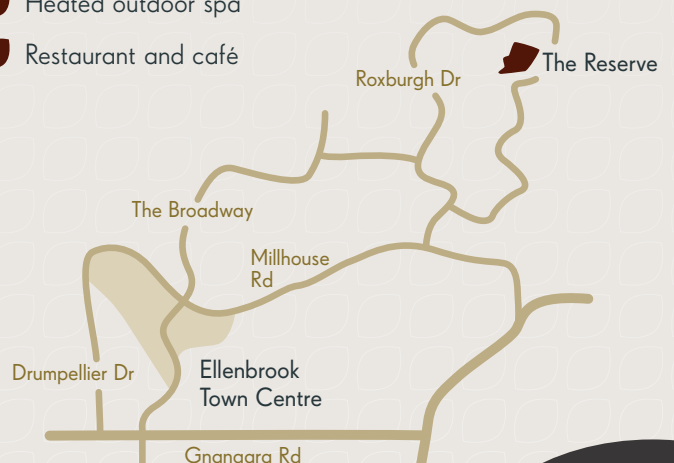 Heated outdoor spa
Restaurant and café
The Reserve
Roxburgh Dr
The Broadway
Millhouse
Rd
Drumpellier Dr
Ellenbrook
Town Centre
Gnangara Rd